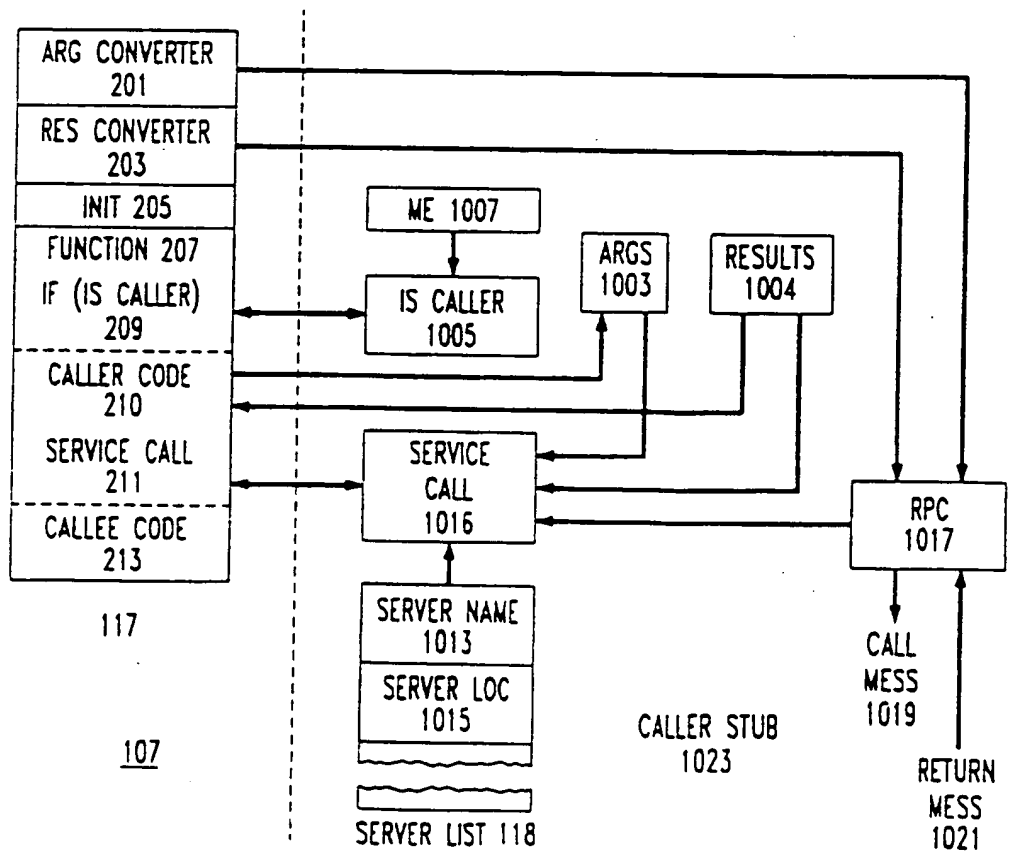 ARG CONVERTER
201
RES CONVERTER
203
INIT 205
FUNCTION 207
IF (IS CALLER)
209
CALLER CODE
210
SERVICE CALL
211
CALLEE CODE
213
117
107
ME 1007
IS CALLER
1005
ARGS
1003
RESULTS
1004
SERVICE
CALL
1016
SERVER NAME
1013
SERVER LOC
1015
SERVER LIST 118
RPC
1017
CALL
MESS
1019
CALLER STUB
1023
RETURN
MESS
1021